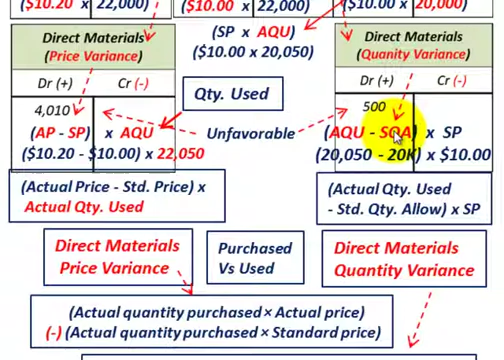 ($10.20 x 22,000)
($10.00 x 22,000)
($10.00 x 20,000)
(SP x AQU)
($10.00 x 20,050)
Direct Materials
(Price Variance)
Dr (+) Cr (-)
4,010
(AP - SP) x AQU
($10.20 - $10.00) x 22,050
Qty. Used
Unfavorable
Direct Materials
(Quanity Variance)
Dr (+) Cr (-)
500
(AQU - SQA) x SP
(20,050 - 20K) x $10.00
(Actual Price - Std. Price) x
Actual Qty. Used
(Actual Qty. Used
- Std. Qty. Allow) x SP
Direct Materials
Price Variance
Purchased
Vs Used
Direct Materials
Quantity Variance
(Actual quantity purchased × Actual price)
(-) (Actual quantity purchased × Standard price)